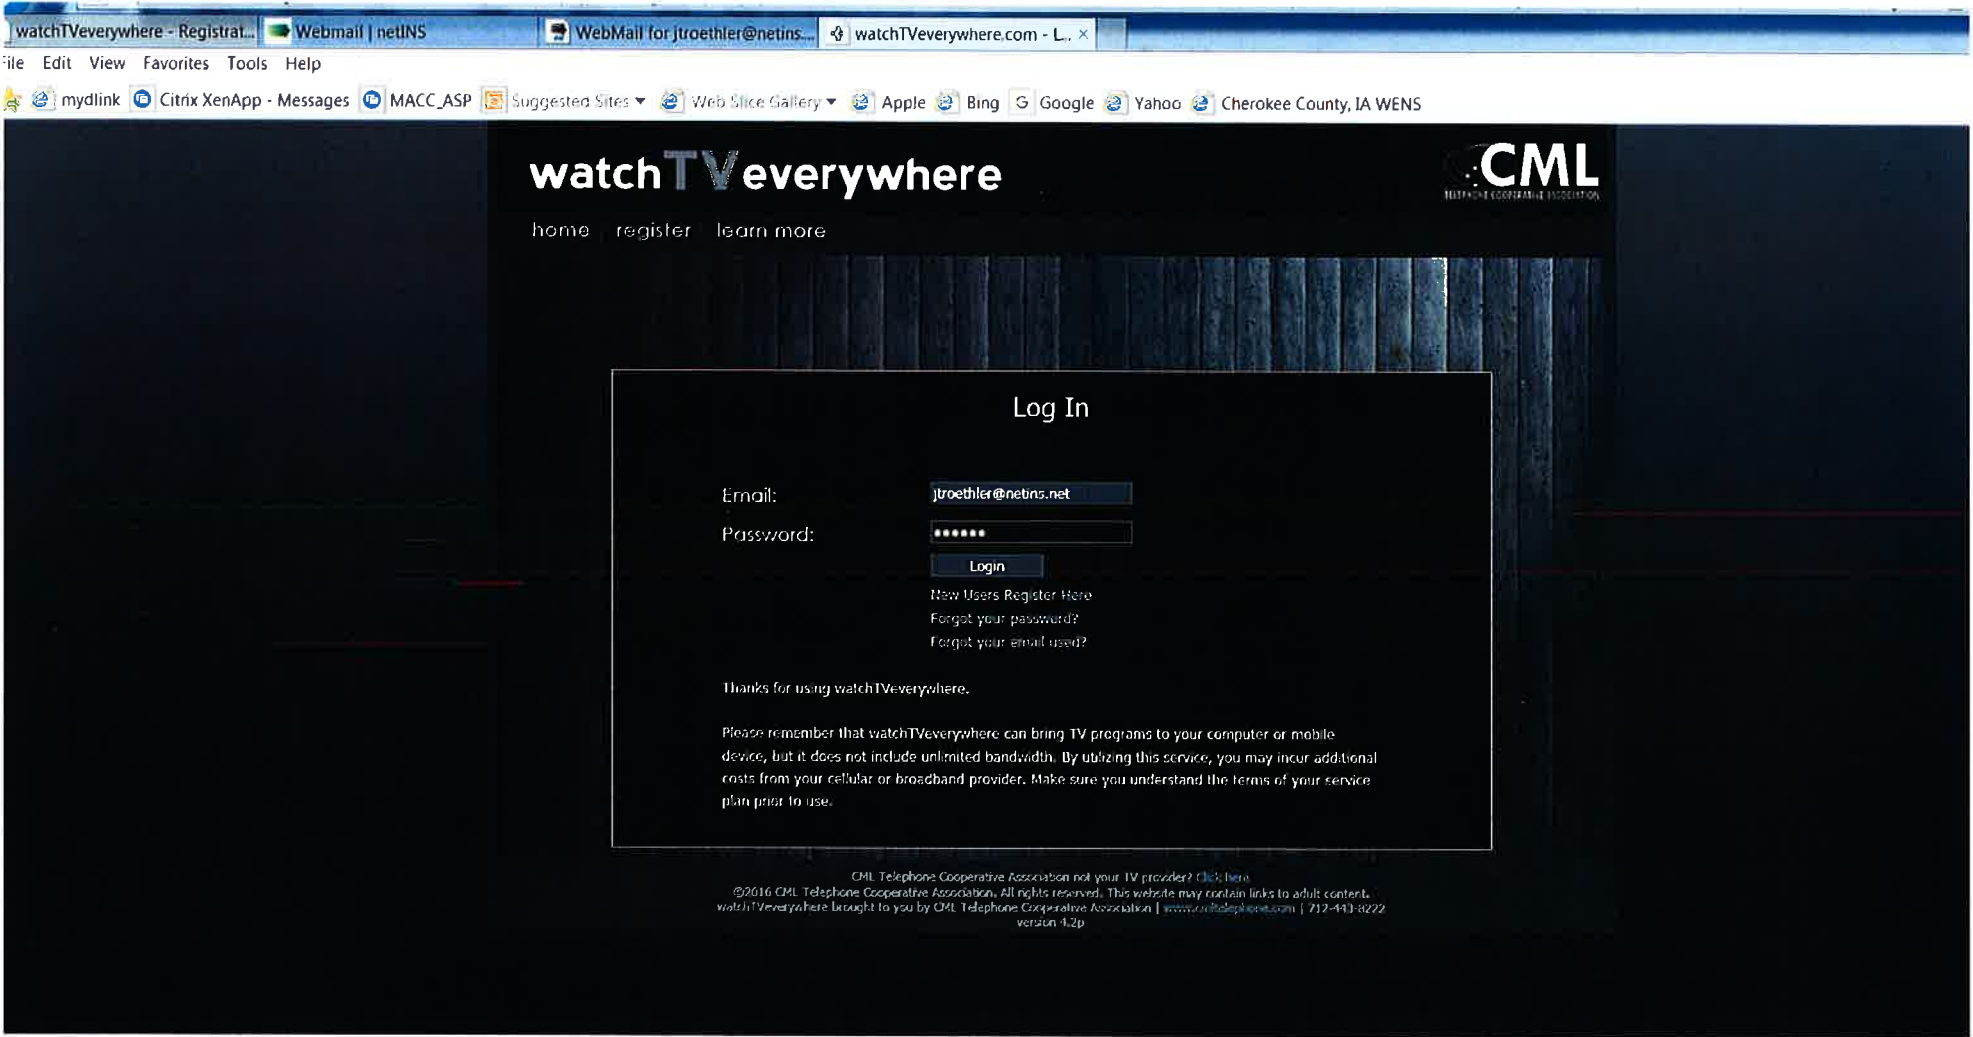 watchTVeverywhere - Registrat... Webmail | netINS WebMail for jtroethler@netins... watchTVeverywhere.com - L... ×
File Edit View Favorites Tools Help
mydlink Citrix XenApp - Messages MACC_ASP Suggested Sites ▾ Web Slice Gallery ▾ Apple Bing G Google Yahoo Cherokee County, IA WENS
watchTVeverywhere
CML
TELEPHONE COOPERATIVE ASSOCIATION
home register learn more
Log In
Email: jtroethler@netins.net
Password: ••••••
Login
New Users Register Here
Forgot your password?
Forgot your email used?
Thanks for using watchTVeverywhere.
Please remember that watchTVeverywhere can bring TV programs to your computer or mobile
device, but it does not include unlimited bandwidth. By utilizing this service, you may incur additional
costs from your cellular or broadband provider. Make sure you understand the terms of your service
plan prior to use.
CML Telephone Cooperative Association not your TV provider? Click here
©2016 CML Telephone Cooperative Association. All rights reserved. This website may contain links to adult content.
watchTVeverywhere brought to you by CML Telephone Cooperative Association | www.cmltelephone.com | 712-443-8222
version 4.2p